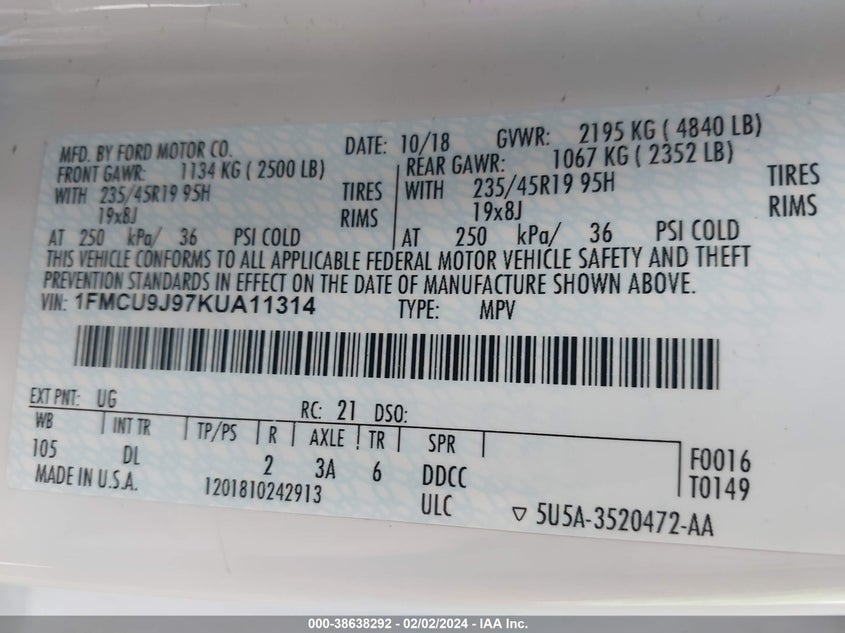 MFD. BY FORD MOTOR CO. DATE: 10/18 GVWR: 2195 KG ( 4840 LB)
FRONT GAWR: 1134 KG ( 2500 LB) REAR GAWR: 1067 KG ( 2352 LB)
WITH 235/45R19 95H TIRES WITH 235/45R19 95H TIRES
19x8J RIMS 19x8J RIMS
AT 250 kPa/ 36 PSI COLD AT 250 kPa/ 36 PSI COLD
THIS VEHICLE CONFORMS TO ALL APPLICABLE FEDERAL MOTOR VEHICLE SAFETY AND THEFT
PREVENTION STANDARDS IN EFFECT ON THE DATE OF MANUFACTURE SHOWN ABOVE.
VIN: 1FMCU9J97KUA11314 TYPE: MPV
EXT PNT: UG RC: 21 DSO:
WB INT TR TP/PS R AXLE TR SPR
105 DL 2 3A 6 DDCC F0016
MADE IN U.S.A. 1201810242913 ULC T0149
▽ 5U5A-3520472-AA
000-38638292 - 02/02/2024 - IAA Inc.